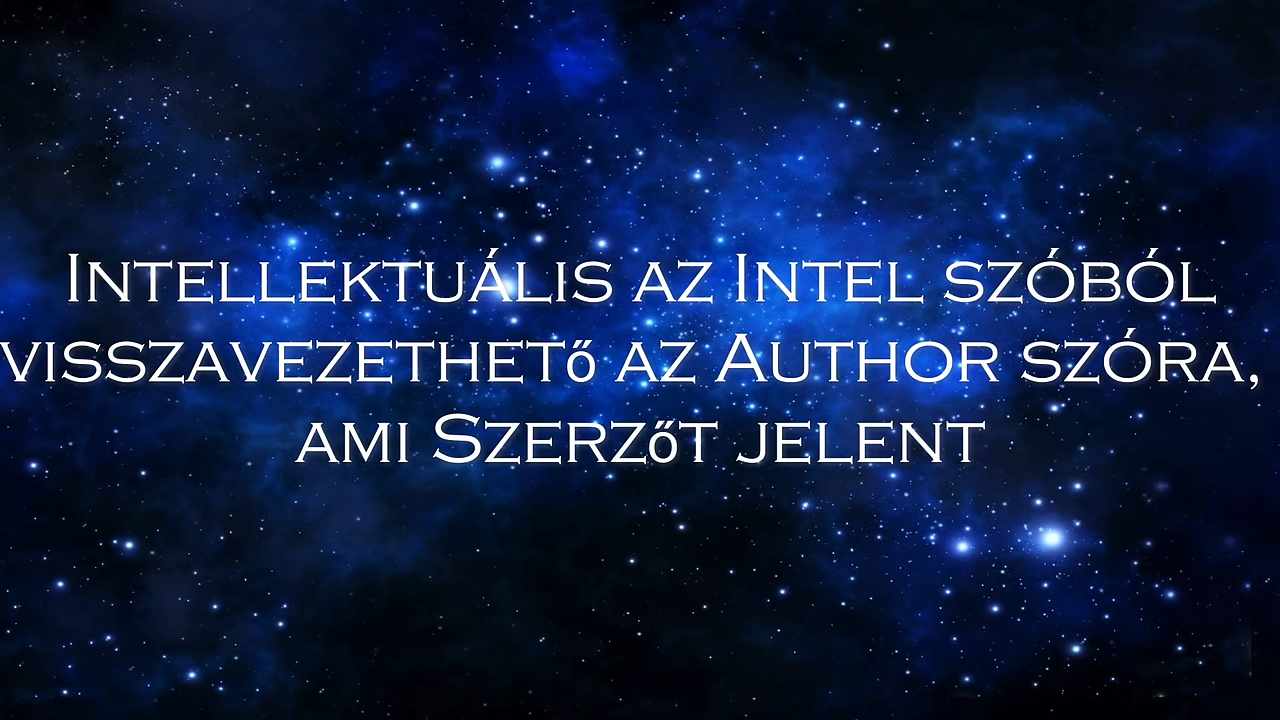 Intellektuális az Intel szóból
visszavezethető az Author szóra,
ami Szerzőt jelent